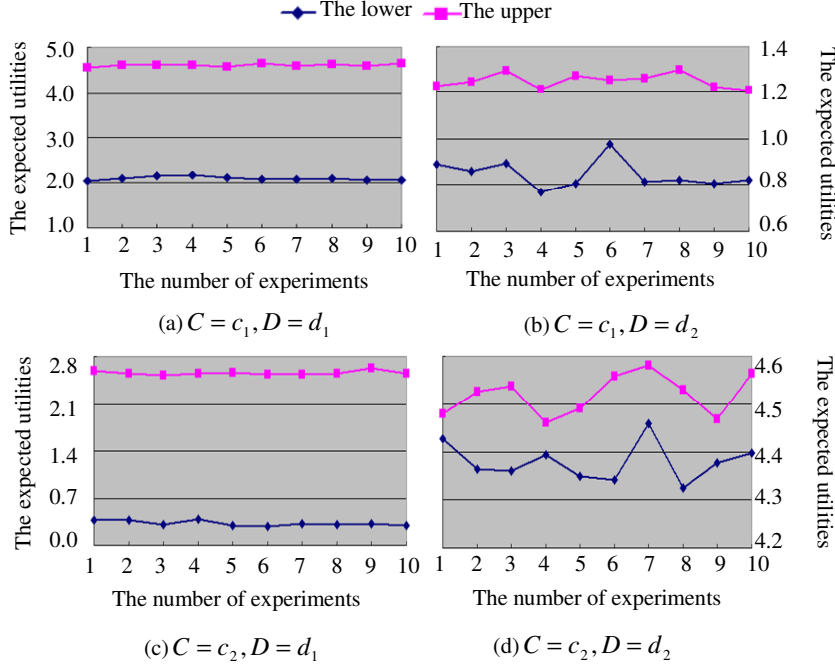 The lower The upper
The expected utilities
5.0
4.0
3.0
2.0
1.0
1 2 3 4 5 6 7 8 9 10
The number of experiments
(a) C = c₁, D = d₁
1.4
1.2
1.0
0.8
0.6
The expected utilities
1 2 3 4 5 6 7 8 9 10
The number of experiments
(b) C = c₁, D = d₂
The expected utilities
2.8
2.1
1.4
0.7
0.0
1 2 3 4 5 6 7 8 9 10
The number of experiments
(c) C = c₂, D = d₁
4.6
4.5
4.4
4.3
4.2
The expected utilities
1 2 3 4 5 6 7 8 9 10
The number of experiments
(d) C = c₂, D = d₂